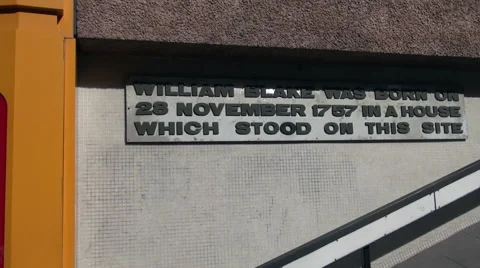 WILLIAM BLAKE WAS BORN ON
28 NOVEMBER 1757 IN A HOUSE
WHICH STOOD ON THIS SITE